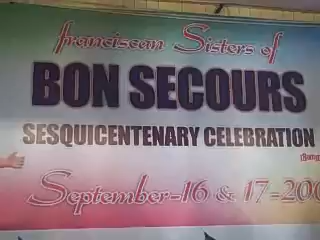 franciscan Sisters of
BON SECOURS
SESQUICENTENARY CELEBRATION
September-16 & 17-200